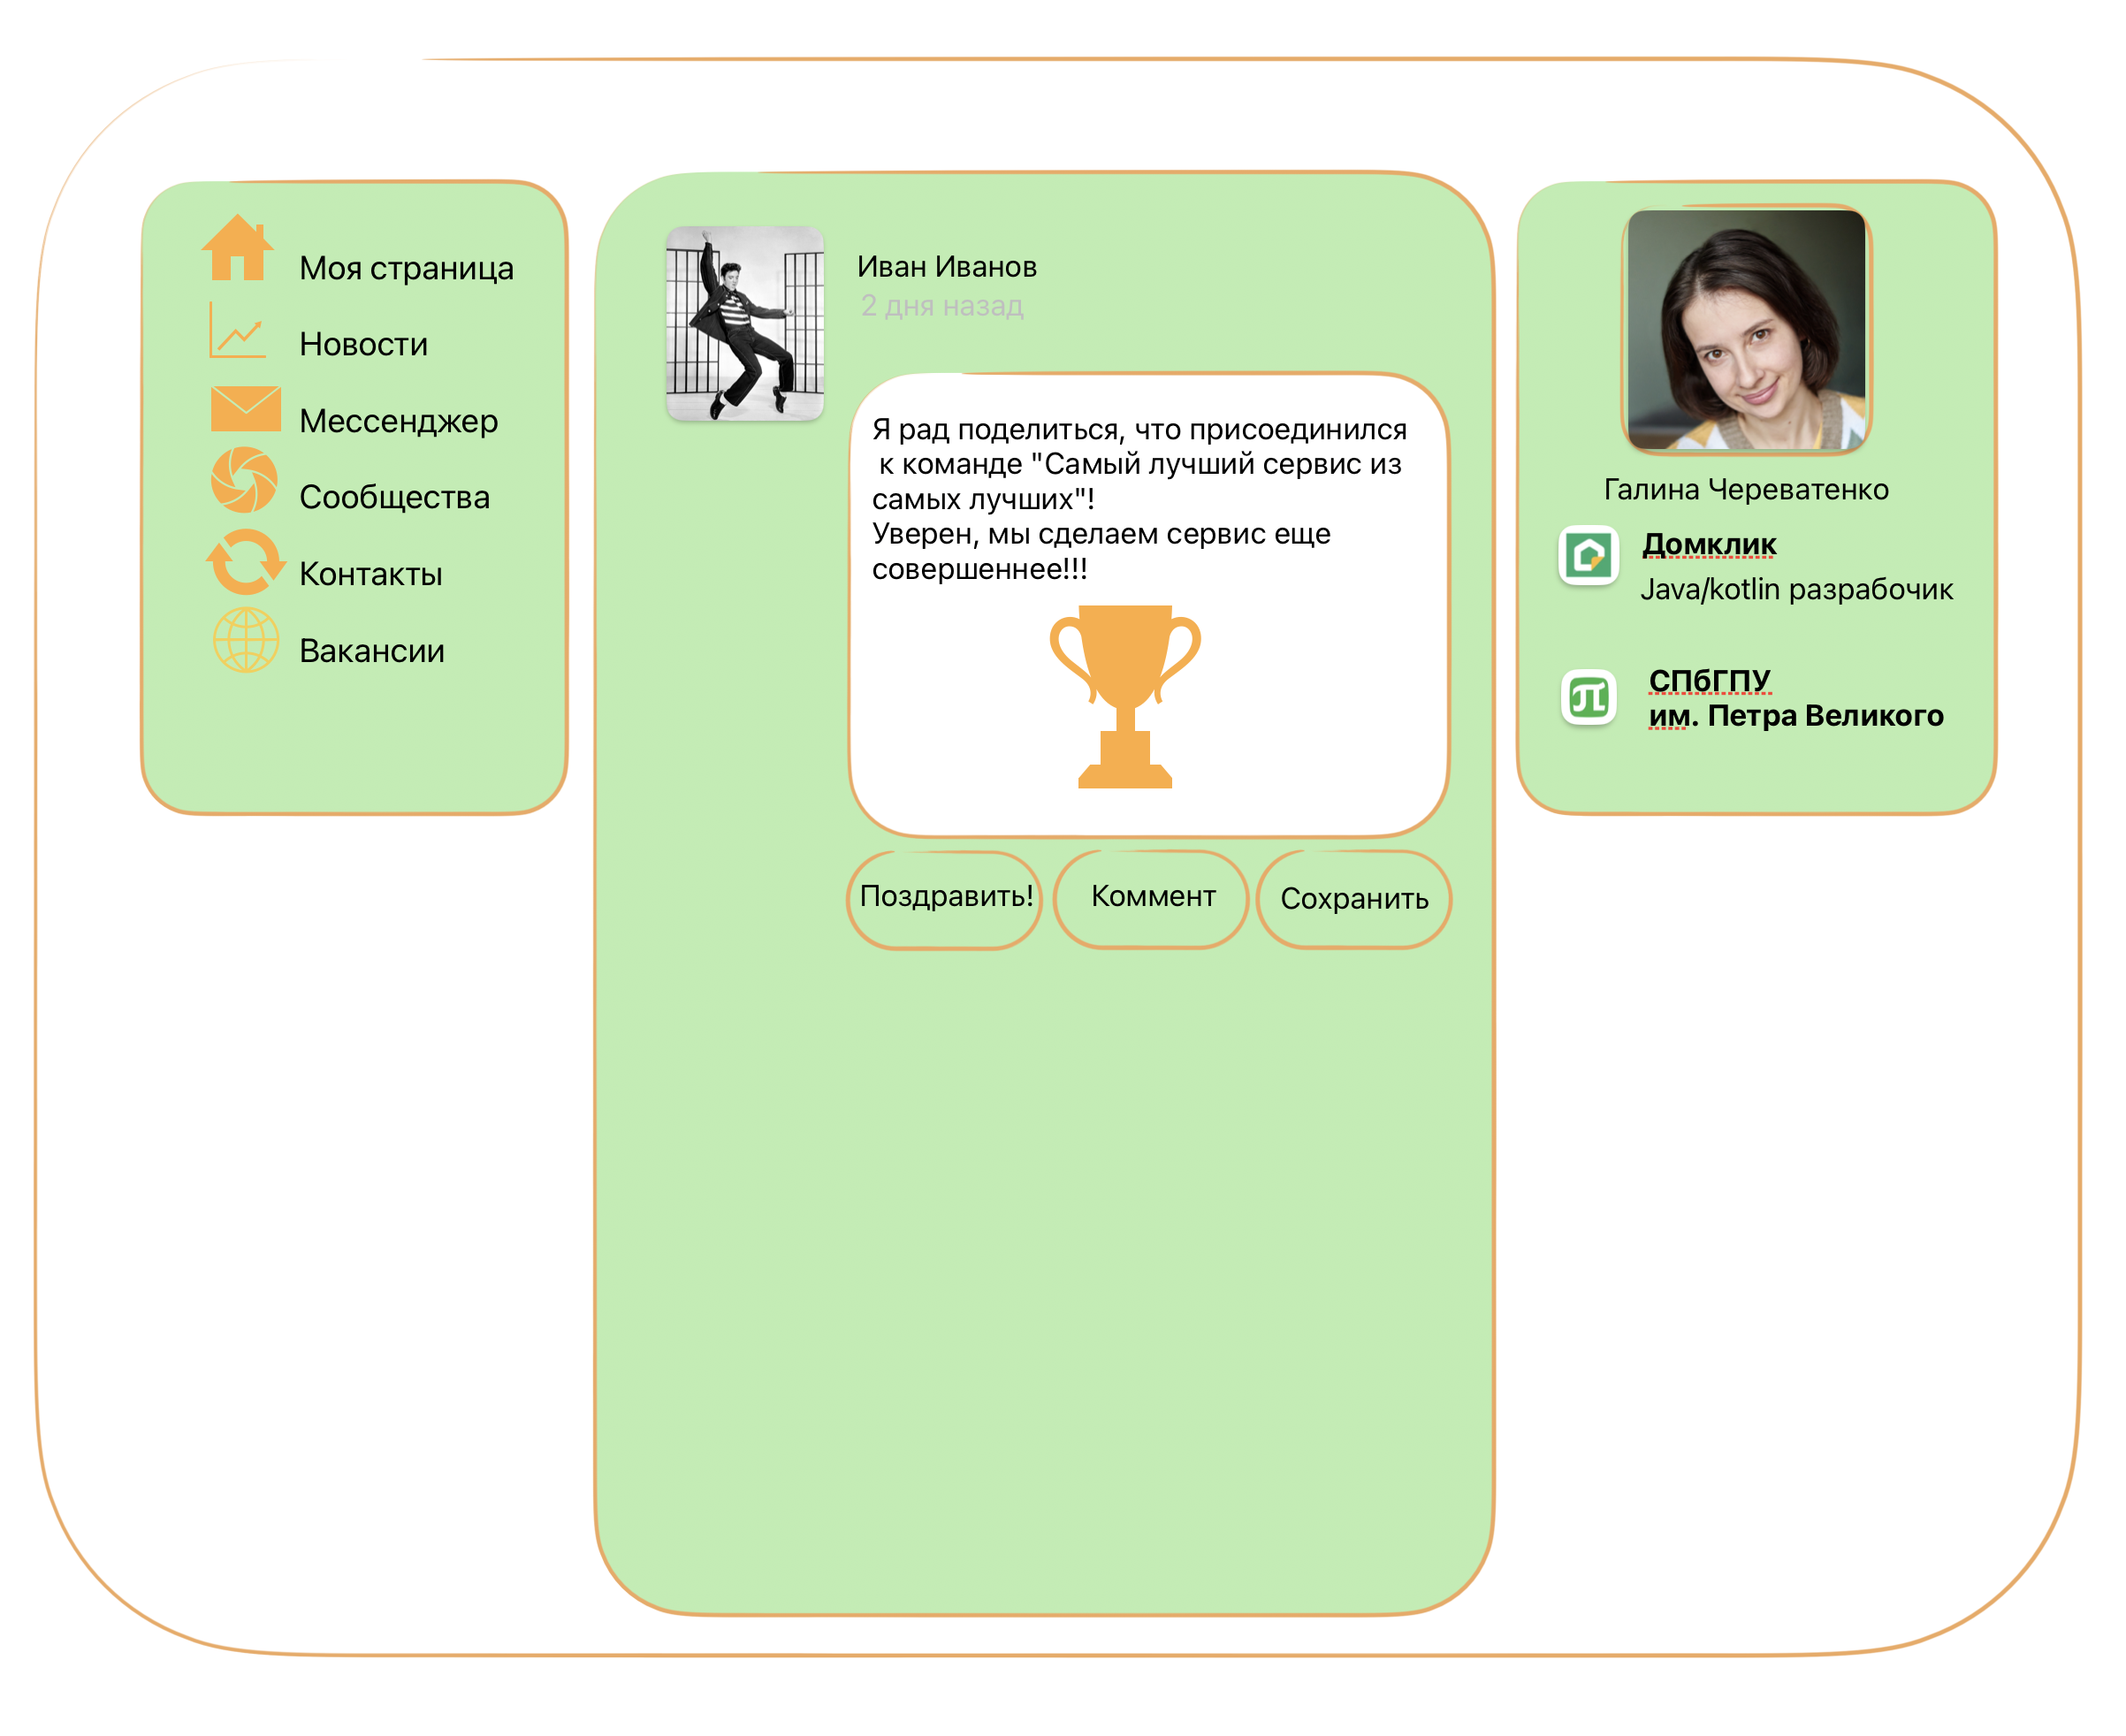 Моя страница
Новости
Мессенджер
Сообщества
Контакты
Вакансии
Иван Иванов
2 дня назад
Я рад поделиться, что присоединился
к команде "Самый лучший сервис из
самых лучших"!
Уверен, мы сделаем сервис еще
совершеннее!!!
Поздравить!
Коммент
Сохранить
Галина Череватенко
Домклик
Java/kotlin разрабочик
СПбГПУ
им. Петра Великого